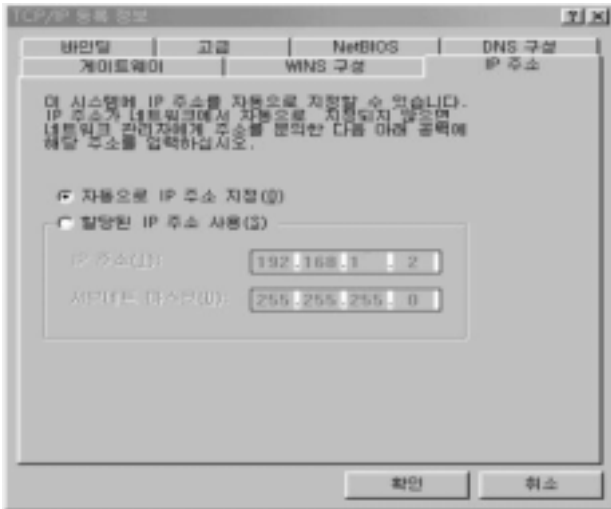 TCP/IP 등록 정보
바인딩 고급 NetBIOS DNS 구성
게이트웨이 WINS 구성 IP 주소
이 시스템에 IP 주소를 자동으로 지정할 수 있습니다.
IP 주소가 네트워크에서 자동으로 지정되지 않으면
네트워크 관리자에게 주소를 문의한 다음 아래 공백에
해당 주소를 입력하십시오.
자동으로 IP 주소 지정(O)
할당된 IP 주소 사용(S)
IP 주소(I): 192.168.1 . 2
서브네트 마스크(U): 255.255.255. 0
확인 취소